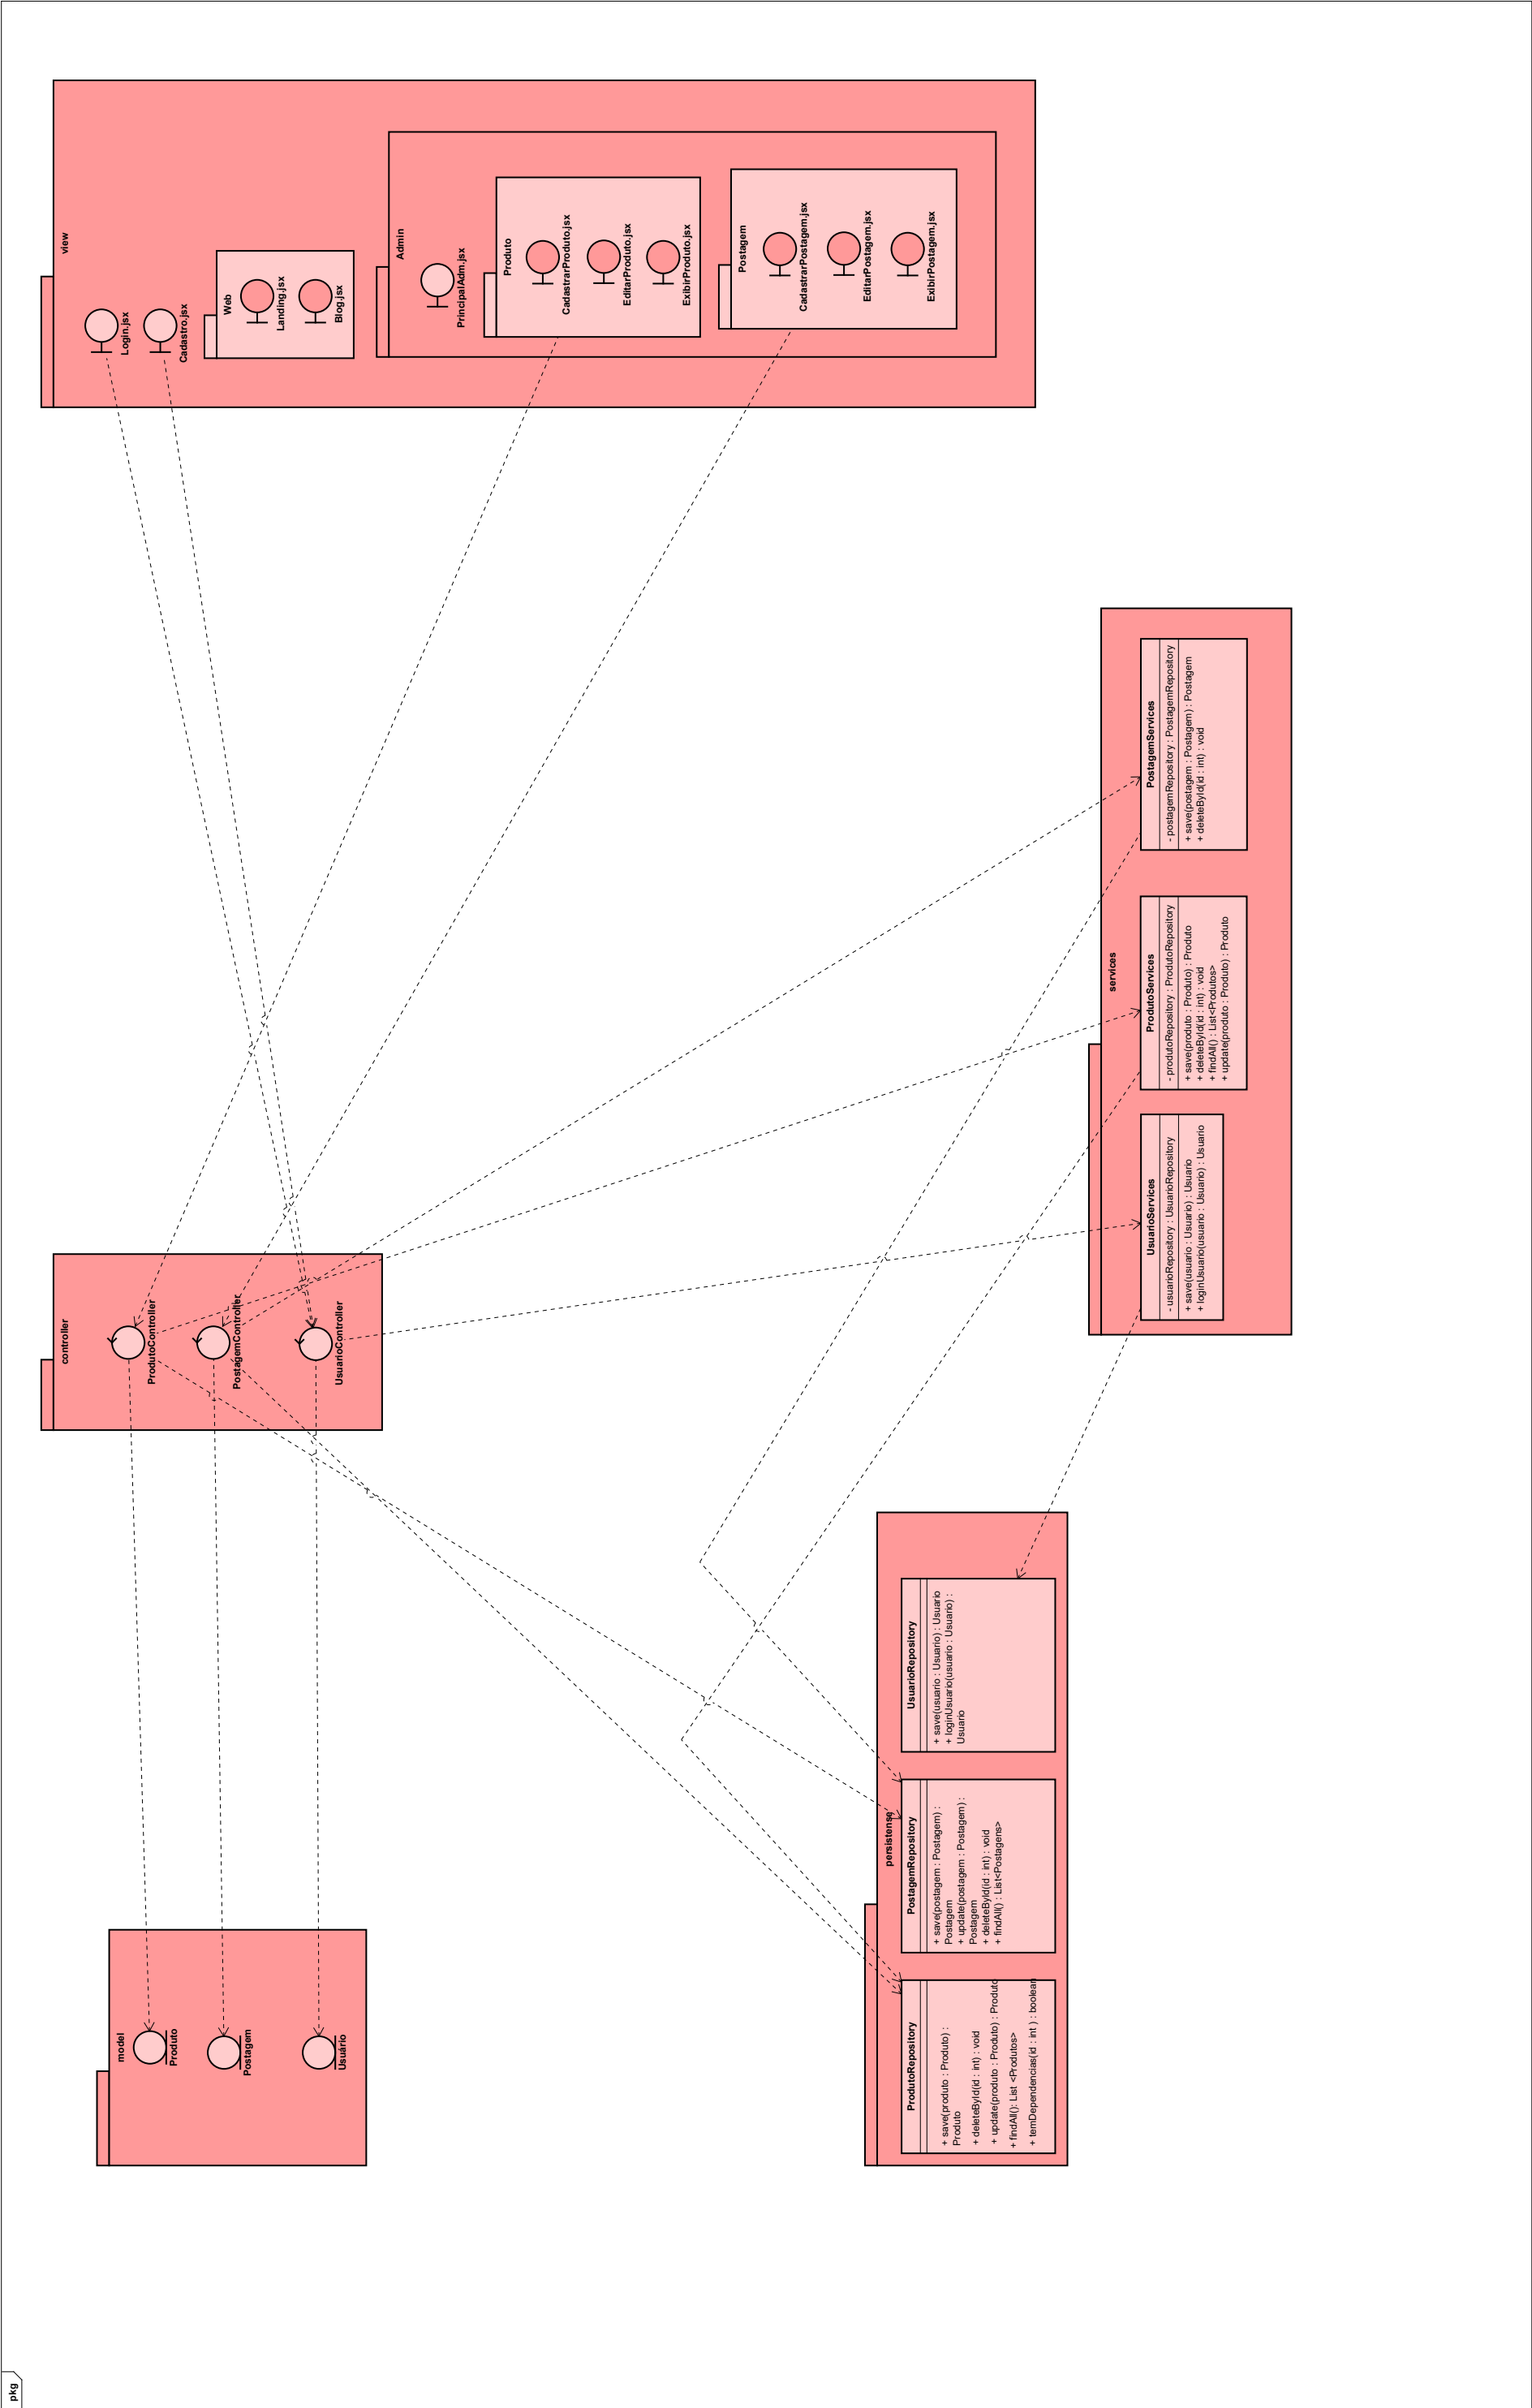 pkg
model
Produto
Postagem
Usuário
controller
ProdutoController
PostagemController
UsuarioController
view
Login.jsx
Cadastro.jsx
Web
Landing.jsx
Blog.jsx
Admin
PrincipalAdm.jsx
Produto
CadastrarProduto.jsx
EditarProduto.jsx
ExibirProduto.jsx
Postagem
CadastrarPostagem.jsx
EditarPostagem.jsx
ExibirPostagem.jsx
persistense
ProdutoRepository
+ save(produto : Produto) :
Produto
+ deleteById(id : int) : void
+ update(produto : Produto) : Produto
+ findAll(): List <Produtos>
+ temDependencias(id : int ) : boolean
PostagemRepository
+ save(postagem : Postagem) :
Postagem
+ update(postagem : Postagem) :
Postagem
+ deleteById(id : int) : void
+ findAll() : List<Postagens>
UsuarioRepository
+ save(usuario : Usuario) : Usuario
+ loginUsuario(usuario : Usuario) :
Usuario
services
UsuarioServices
- usuarioRepository : UsuarioRepository
+ save(usuario : Usuario) : Usuario
+ loginUsuario(usuario : Usuario) : Usuario
ProdutoServices
- produtoRepository : ProdutoRepository
+ save(produto : Produto) : Produto
+ deleteById(id : int) : void
+ findAll() : List<Produtos>
+ update(produto : Produto) : Produto
PostagemServices
- postagemRepository : PostagemRepository
+ save(postagem : Postagem) : Postagem
+ deleteById(id : int) : void